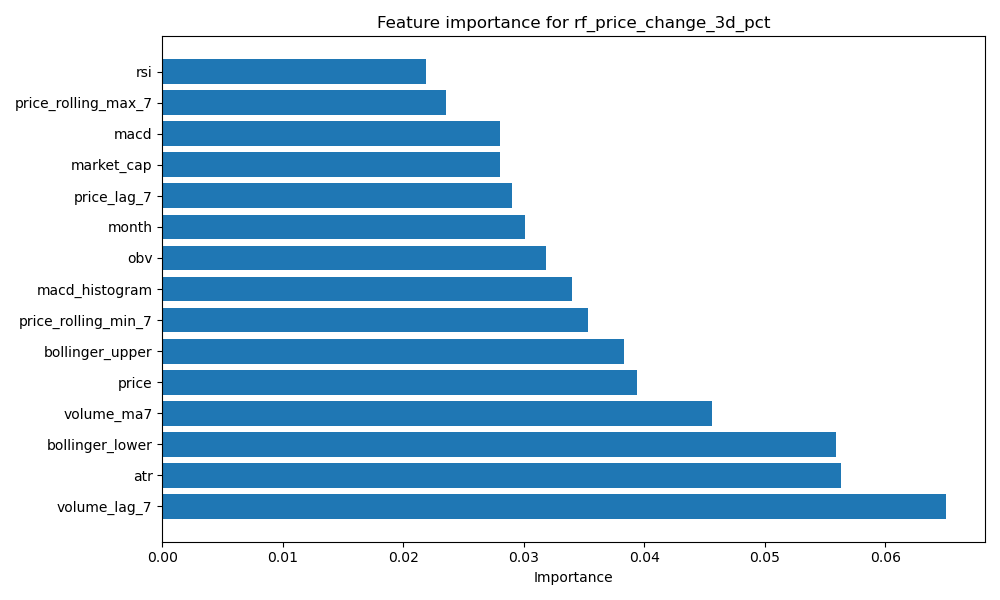 Feature importance for rf_price_change_3d_pct
rsi
price_rolling_max_7
macd
market_cap
price_lag_7
month
obv
macd_histogram
price_rolling_min_7
bollinger_upper
price
volume_ma7
bollinger_lower
atr
volume_lag_7
0.00 0.01 0.02 0.03 0.04 0.05 0.06
Importance